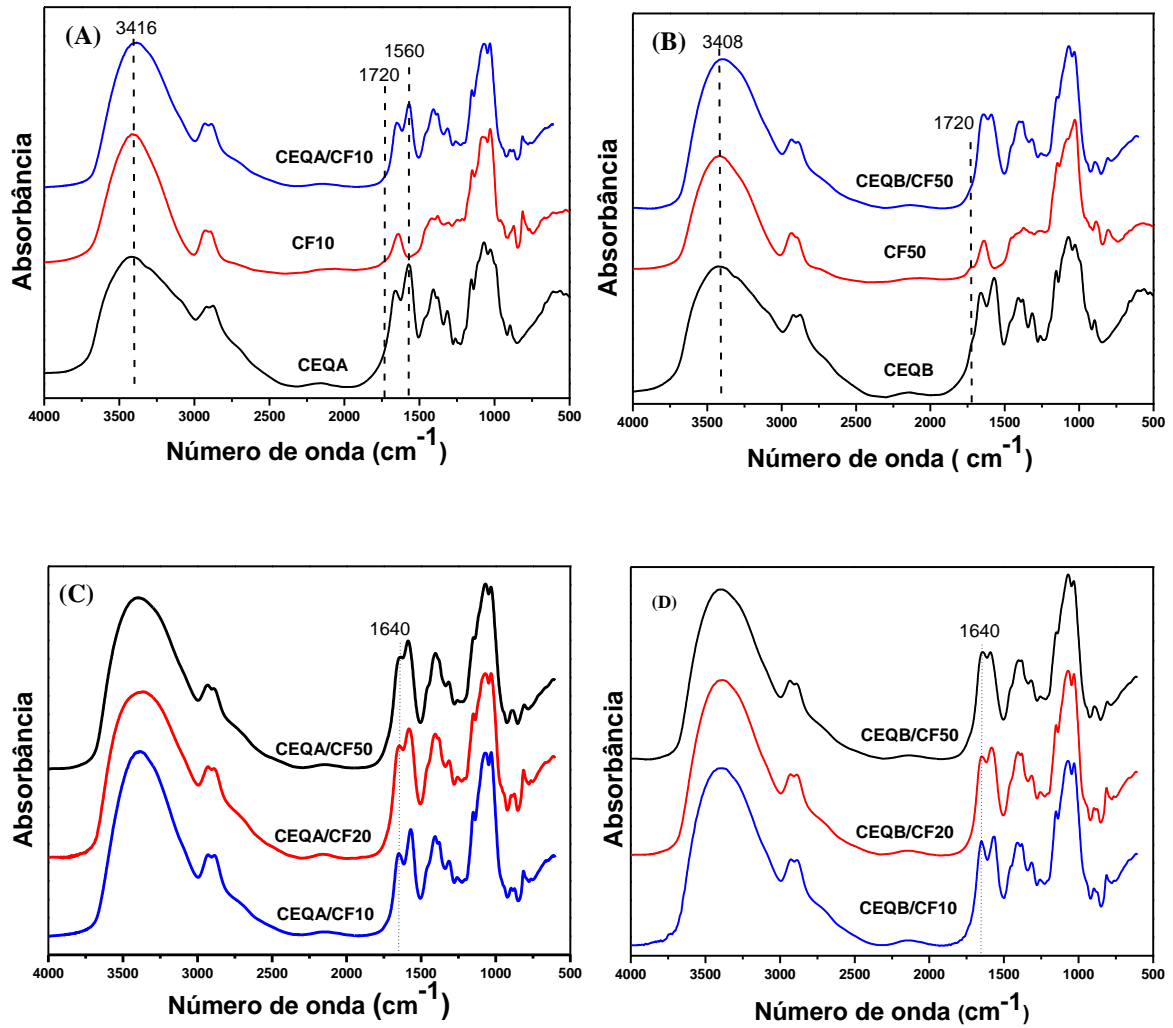 (A)
3416
1560
1720
CEQA/CF10
CF10
CEQA
Absorbância
4000 3500 3000 2500 2000 1500 1000 500
Número de onda (cm-1)
(B)
3408
1720
CEQB/CF50
CF50
CEQB
Absorbância
4000 3500 3000 2500 2000 1500 1000 500
Número de onda ( cm-1)
(C)
1640
CEQA/CF50
CEQA/CF20
CEQA/CF10
Absorbância
4000 3500 3000 2500 2000 1500 1000 500
Número de onda (cm-1)
(D)
1640
CEQB/CF50
CEQB/CF20
CEQB/CF10
Absorbância
4000 3500 3000 2500 2000 1500 1000 500
Número de onda (cm-1)